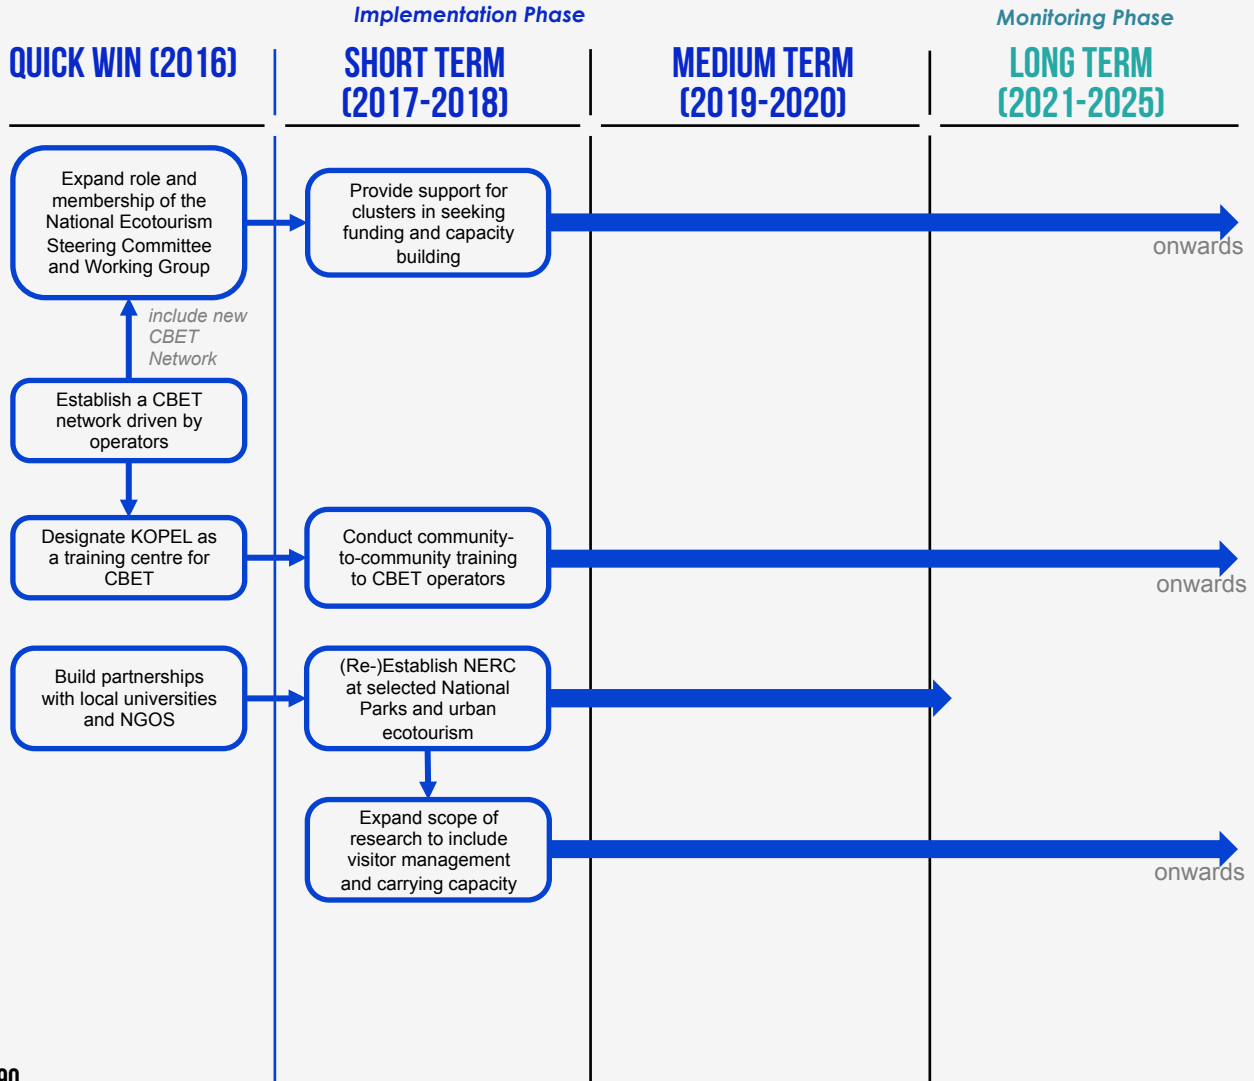 Implementation Phase
Monitoring Phase
QUICK WIN (2016)
SHORT TERM
(2017-2018)
MEDIUM TERM
(2019-2020)
LONG TERM
(2021-2025)
Expand role and
membership of the
National Ecotourism
Steering Committee
and Working Group
Provide support for
clusters in seeking
funding and capacity
building
onwards
include new
CBET
Network
Establish a CBET
network driven by
operators
Designate KOPEL as
a training centre for
CBET
Conduct community-
to-community training
to CBET operators
onwards
Build partnerships
with local universities
and NGOS
(Re-)Establish NERC
at selected National
Parks and urban
ecotourism
Expand scope of
research to include
visitor management
and carrying capacity
onwards